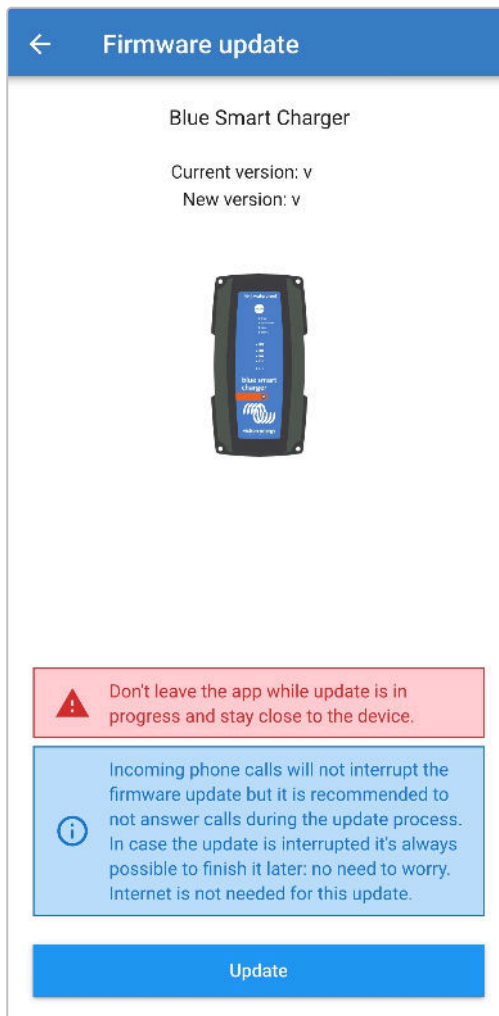 Firmware update
Blue Smart Charger
Current version: v
New version: v
blue smart
charger
victron energy
Don't leave the app while update is in
progress and stay close to the device.
Incoming phone calls will not interrupt the
firmware update but it is recommended to
not answer calls during the update process.
In case the update is interrupted it's always
possible to finish it later: no need to worry.
Internet is not needed for this update.
Update